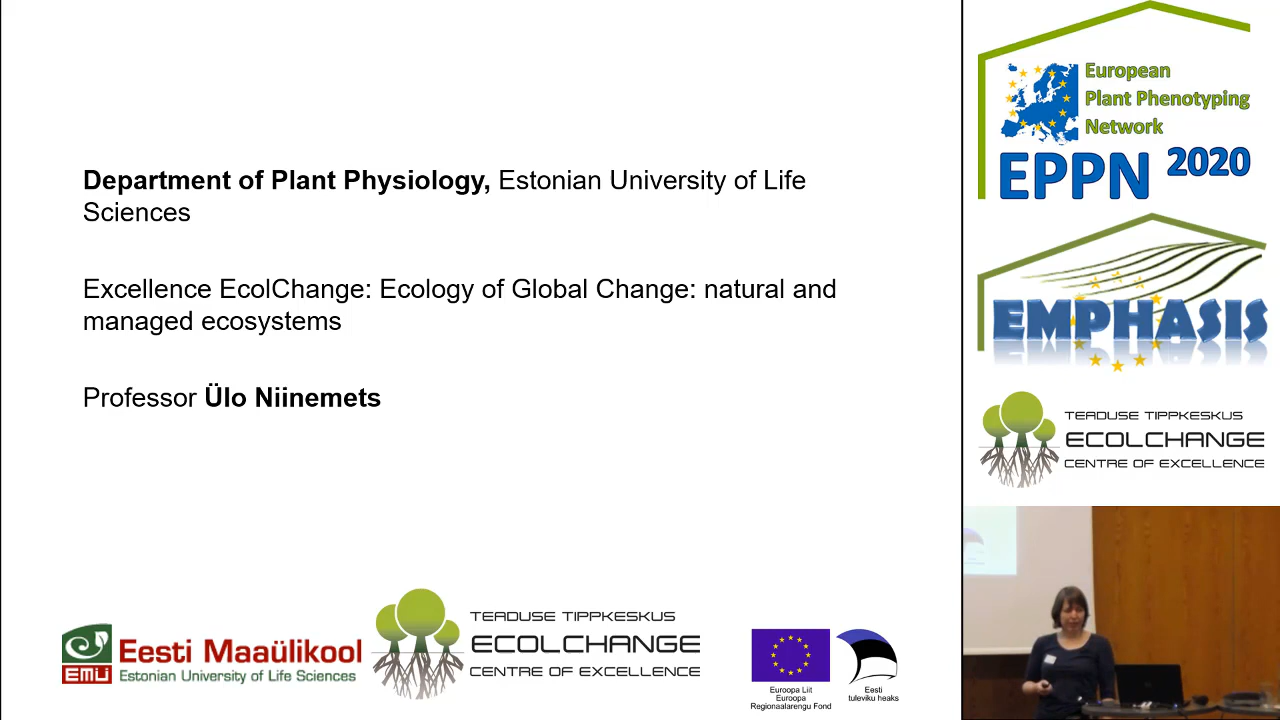 Department of Plant Physiology, Estonian University of Life
Sciences
Excellence EcolChange: Ecology of Global Change: natural and
managed ecosystems
Professor Ülo Niinemets
EMÜ
Eesti Maaülikool
Estonian University of Life Sciences
TEADUSE TIPPKESKUS
ECOLCHANGE
CENTRE OF EXCELLENCE
Euroopa Liit
Euroopa
Regionaalarengu Fond
Eesti
tuleviku heaks
European
Plant Phenotyping
Network
EPPN 2020
EMPHASIS
TEADUSE TIPPKESKUS
ECOLCHANGE
CENTRE OF EXCELLENCE